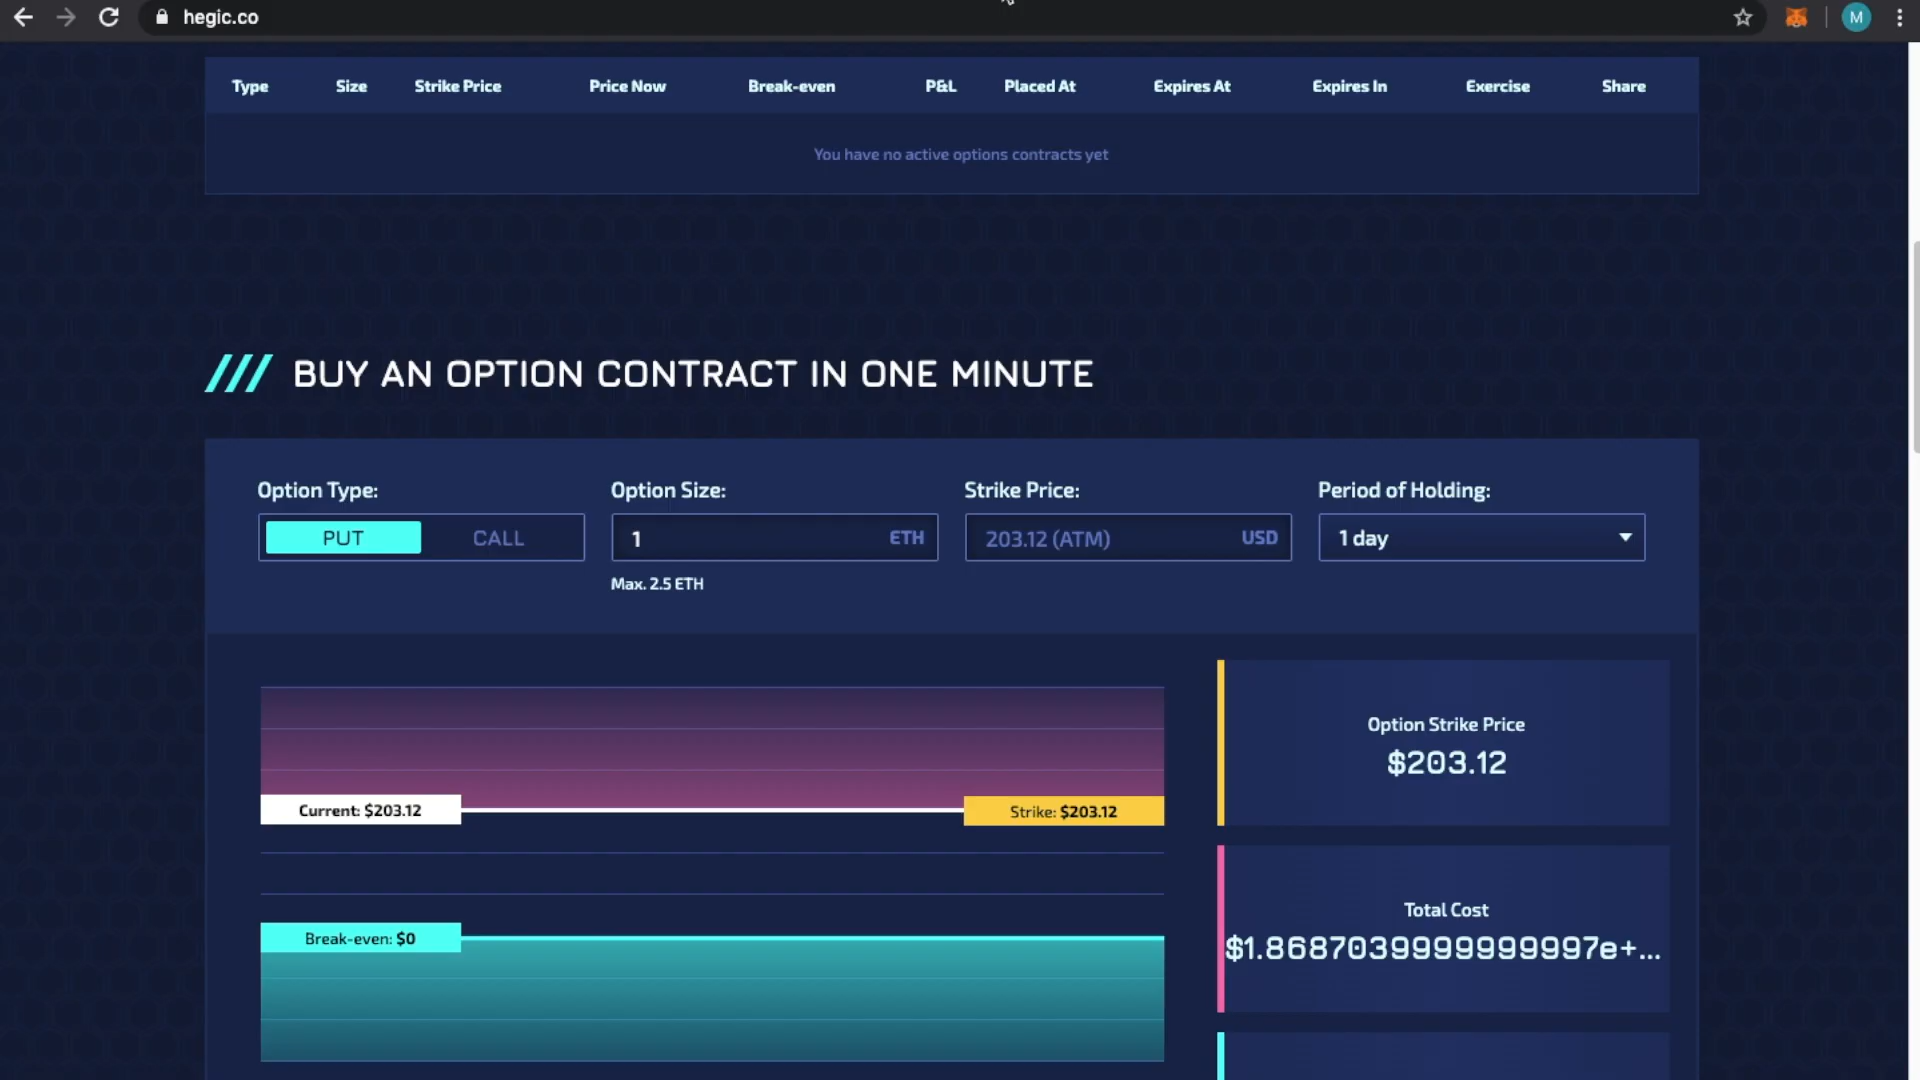 hegic.co
M
Type Size Strike Price Price Now Break-even P&L Placed At Expires At Expires In Exercise Share
You have no active options contracts yet
/// BUY AN OPTION CONTRACT IN ONE MINUTE
Option Type: Option Size: Strike Price: Period of Holding:
PUT CALL 1 ETH 203.12 (ATM) USD 1 day
Max. 2.5 ETH
Option Strike Price
$203.12
Current: $203.12 Strike: $203.12
Total Cost
Break-even: $0
$1.8687039999999997e+...